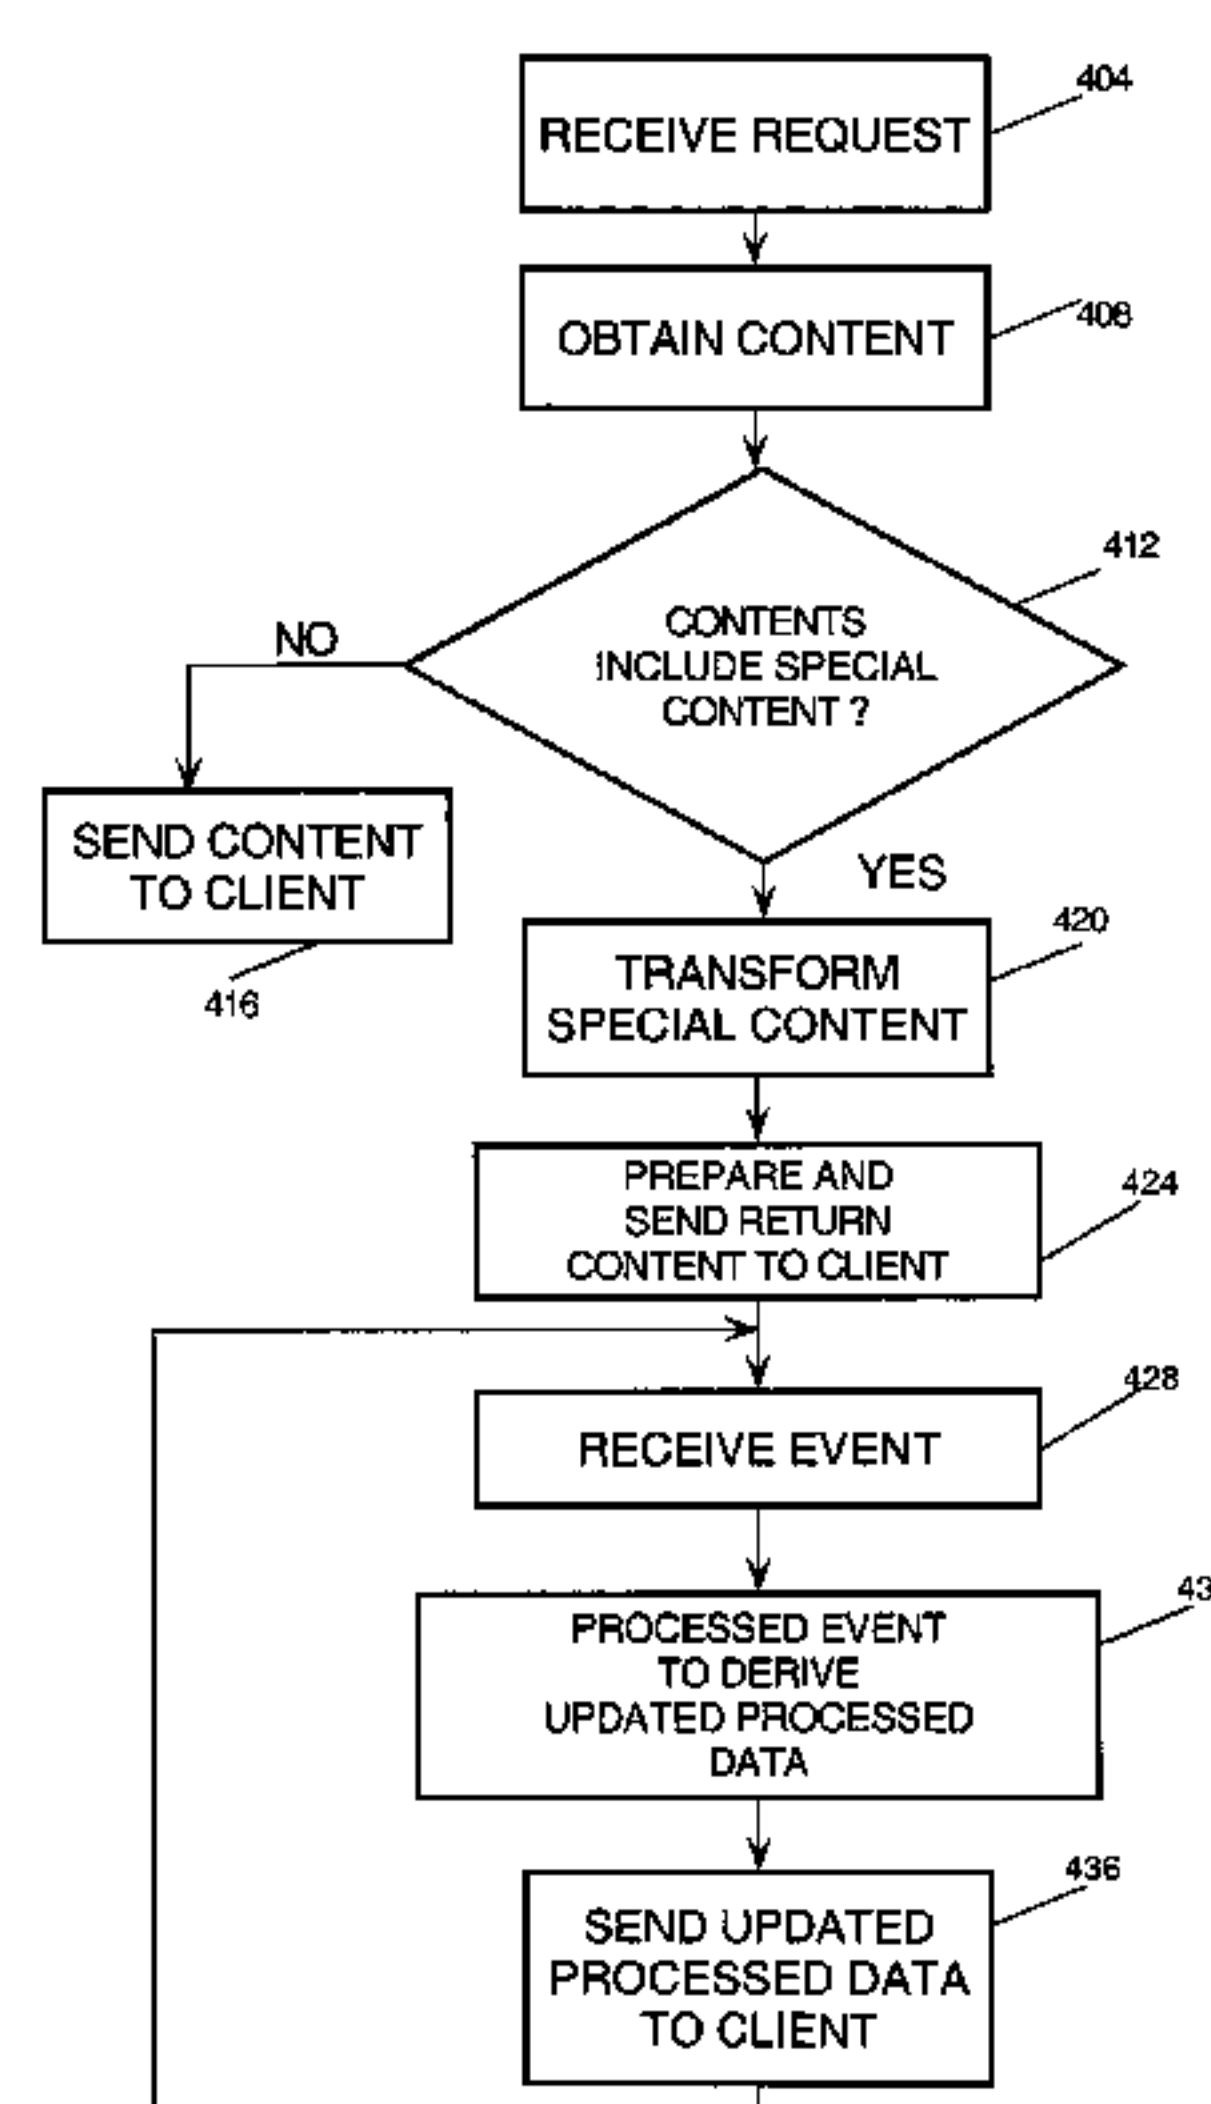 404
RECEIVE REQUEST
408
OBTAIN CONTENT
412
CONTENTS
INCLUDE SPECIAL
CONTENT ?
NO
SEND CONTENT
TO CLIENT
416
YES
420
TRANSFORM
SPECIAL CONTENT
424
PREPARE AND
SEND RETURN
CONTENT TO CLIENT
428
RECEIVE EVENT
43
PROCESSED EVENT
TO DERIVE
UPDATED PROCESSED
DATA
436
SEND UPDATED
PROCESSED DATA
TO CLIENT